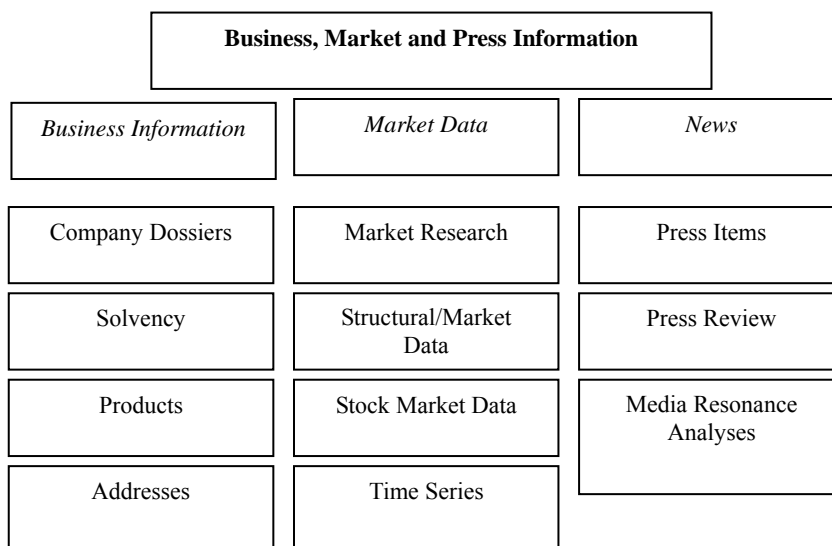 Business, Market and Press Information
Business Information
Market Data
News
Company Dossiers
Market Research
Press Items
Solvency
Structural/Market
Data
Press Review
Products
Stock Market Data
Media Resonance
Analyses
Addresses
Time Series